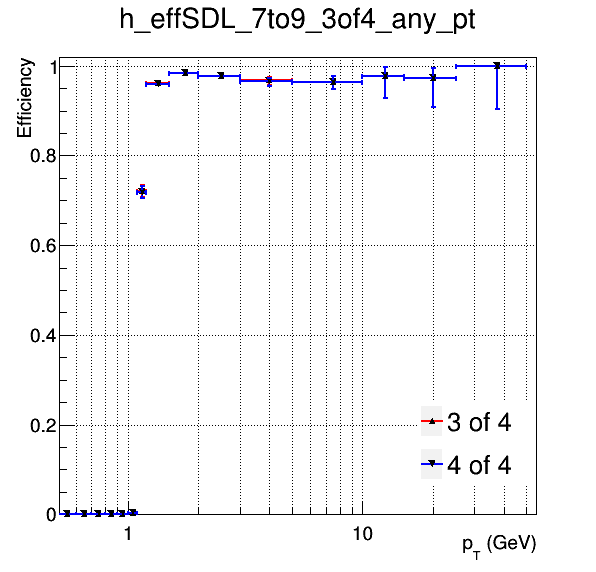 h_effSDL_7to9_3of4_any_pt
Efficiency
1
0.8
0.6
0.4
0.2
0
3 of 4
4 of 4
1
10
p_T (GeV)